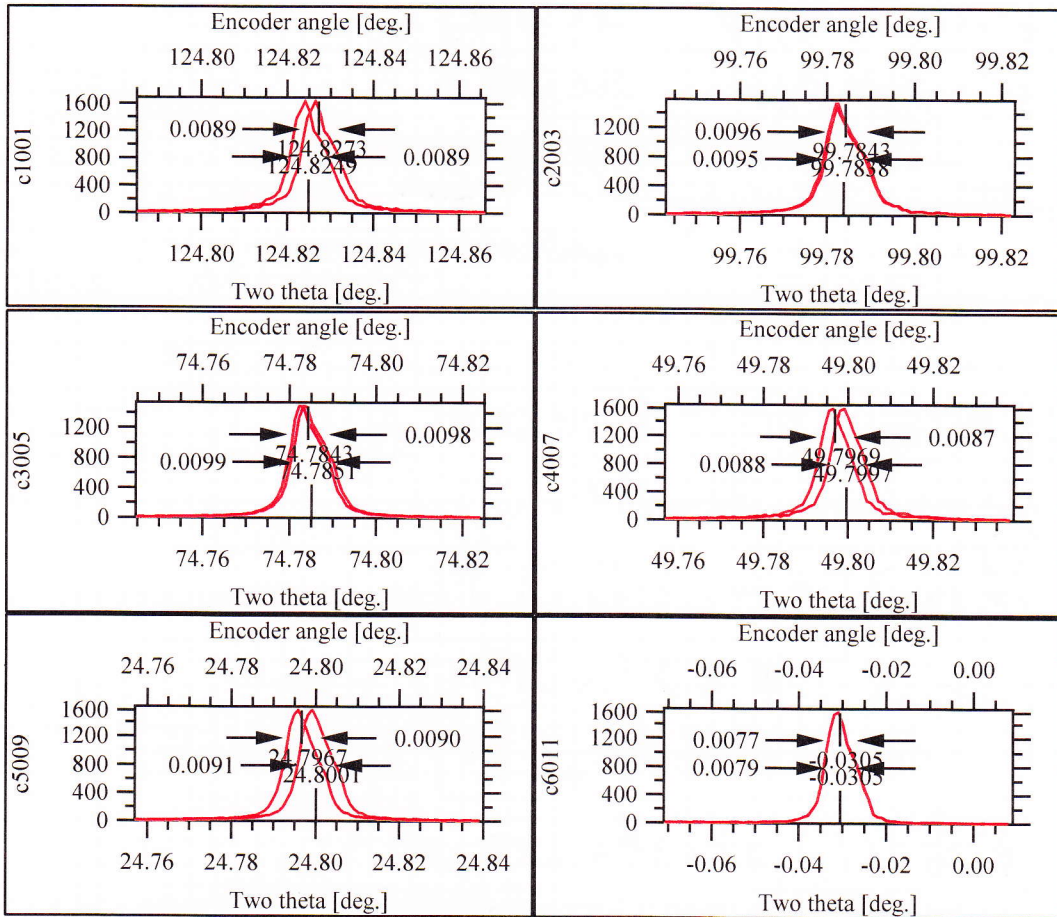 Encoder angle [deg.]
124.80 124.82 124.84 124.86
c1001
1600
1200
800
400
0
0.0089
124.8273
124.8249
0.0089
124.80 124.82 124.84 124.86
Two theta [deg.]
Encoder angle [deg.]
99.76 99.78 99.80 99.82
c2003
1200
800
400
0
0.0096
99.7843
0.0095
99.7838
99.76 99.78 99.80 99.82
Two theta [deg.]
Encoder angle [deg.]
74.76 74.78 74.80 74.82
c3005
1200
800
400
0
0.0098
74.7843
0.0099
74.7851
74.76 74.78 74.80 74.82
Two theta [deg.]
Encoder angle [deg.]
49.76 49.78 49.80 49.82
c4007
1600
1200
800
400
0
0.0087
49.7969
0.0088
49.7997
49.76 49.78 49.80 49.82
Two theta [deg.]
Encoder angle [deg.]
24.76 24.78 24.80 24.82 24.84
c5009
1600
1200
800
400
0
0.0090
24.7967
0.0091
24.8001
24.76 24.78 24.80 24.82 24.84
Two theta [deg.]
Encoder angle [deg.]
-0.06 -0.04 -0.02 0.00
c6011
1600
1200
800
400
0
0.0077
-0.0305
0.0079
-0.0305
-0.06 -0.04 -0.02 0.00
Two theta [deg.]